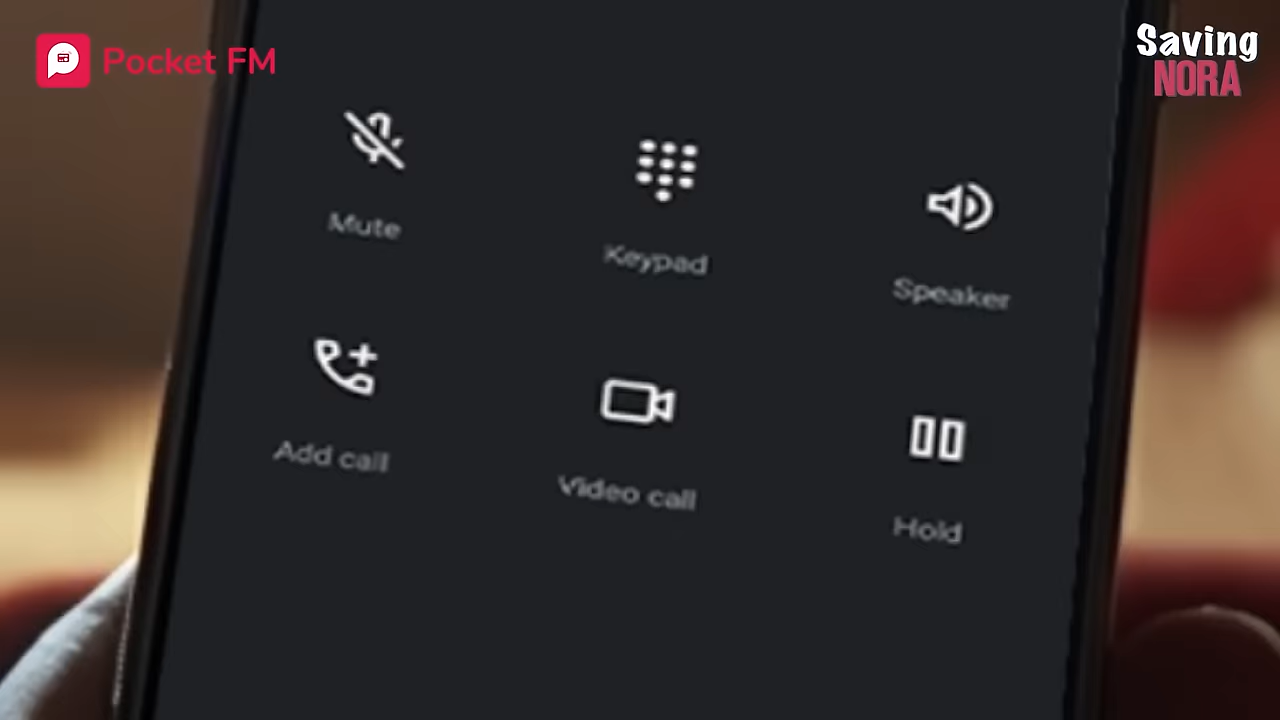 Pocket FM
Saving
NORA
Mute
Keypad
Speaker
Add call
Video call
Hold